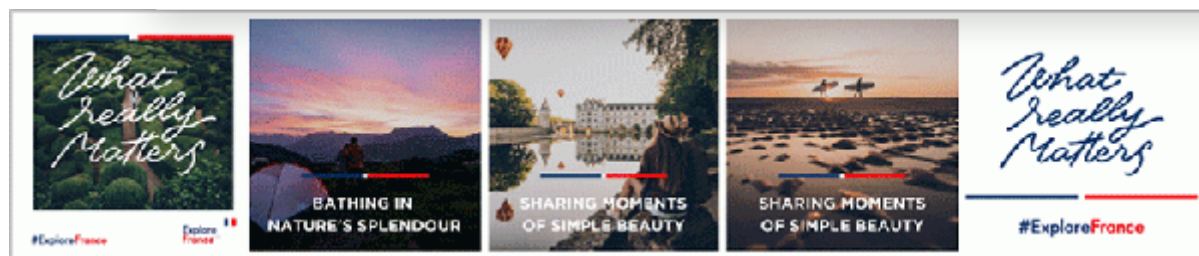 What
really
Matters
#ExploreFrance
Explore
France
BATHING IN
NATURE'S SPLENDOUR
SHARING MOMENTS
OF SIMPLE BEAUTY
SHARING MOMENTS
OF SIMPLE BEAUTY
What
really
Matters
#ExploreFrance